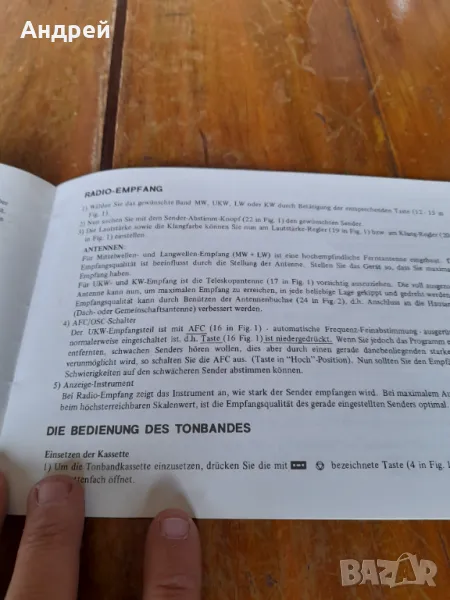 Андрей
RADIO-EMPFANG
1) Wählen Sie das gewünschte Band MW, UKW, LW oder KW durch Betätigung der entsprechenden Taste (12 - 15 in
Fig. 1).
2) Nun suchen Sie mit dem Sender-Abstimm-Knopf (22 in Fig. 1) den gewünschten Sender.
3) Die Lautstärke sowie die Klangfarbe können Sie nun am Lautstärke-Regler (19 in Fig. 1) bzw. am Klang-Regler
in Fig. 1) einstellen.
ANTENNEN:
Für Mittelwellen- und Langwellen-Empfang (MW + LW) ist eine hochempfindliche Ferroantenne eingebaut.
Empfangsqualität ist beeinflusst durch die Stellung der Antenne. Stellen Sie das Gerät so, dass Sie maximalen
Empfang haben.
Für UKW- und KW-Empfang ist die Teleskopantenne (17 in Fig. 1) vorsichtig auszuziehen. Die voll
Antenne kann nun, um maximalen Empfang zu erreichen, in jede beliebige Lage gekippt und gedreht werden.
Empfangsqualität kann durch Benützen der Antennenbuchse (24 in Fig. 2), d.h. Anschluss an die
(Dach- oder Gemeinschaftsantenne) verbessert werden.
4) AFC/OSC-Schalter
Der UKW-Empfangsteil ist mit AFC (16 in Fig. 1) - automatische Frequenz-Feinabstimmung -
normalerweise eingeschaltet ist, d.h. Taste (16 Fig. 1) ist niedergedrückt. Wenn Sie jedoch das Programm
entfernten, schwachen Senders hören wollen, dies aber durch einen gerade danebenliegenden
verunmöglicht wird, so schalten Sie die AFC aus. (Taste in "Hoch"-Position). Nun sollten Sie den
Schwierigkeiten auf den schwächeren Sender abstimmen können.
5) Anzeige-Instrument
Bei Radio-Empfang zeigt das Instrument an, wie stark der Sender empfangen wird. Bei maximalem
beim höchsterreichbaren Skalenwert, ist die Empfangsqualität des gerade eingestellten Senders optimal.
DIE BEDIENUNG DES TONBANDES
Einsetzen der Kassette
1) Um die Tonbandkassette einzusetzen, drücken Sie die mit bezeichnete Taste (4 in Fig.
öffnet.
BAZAR